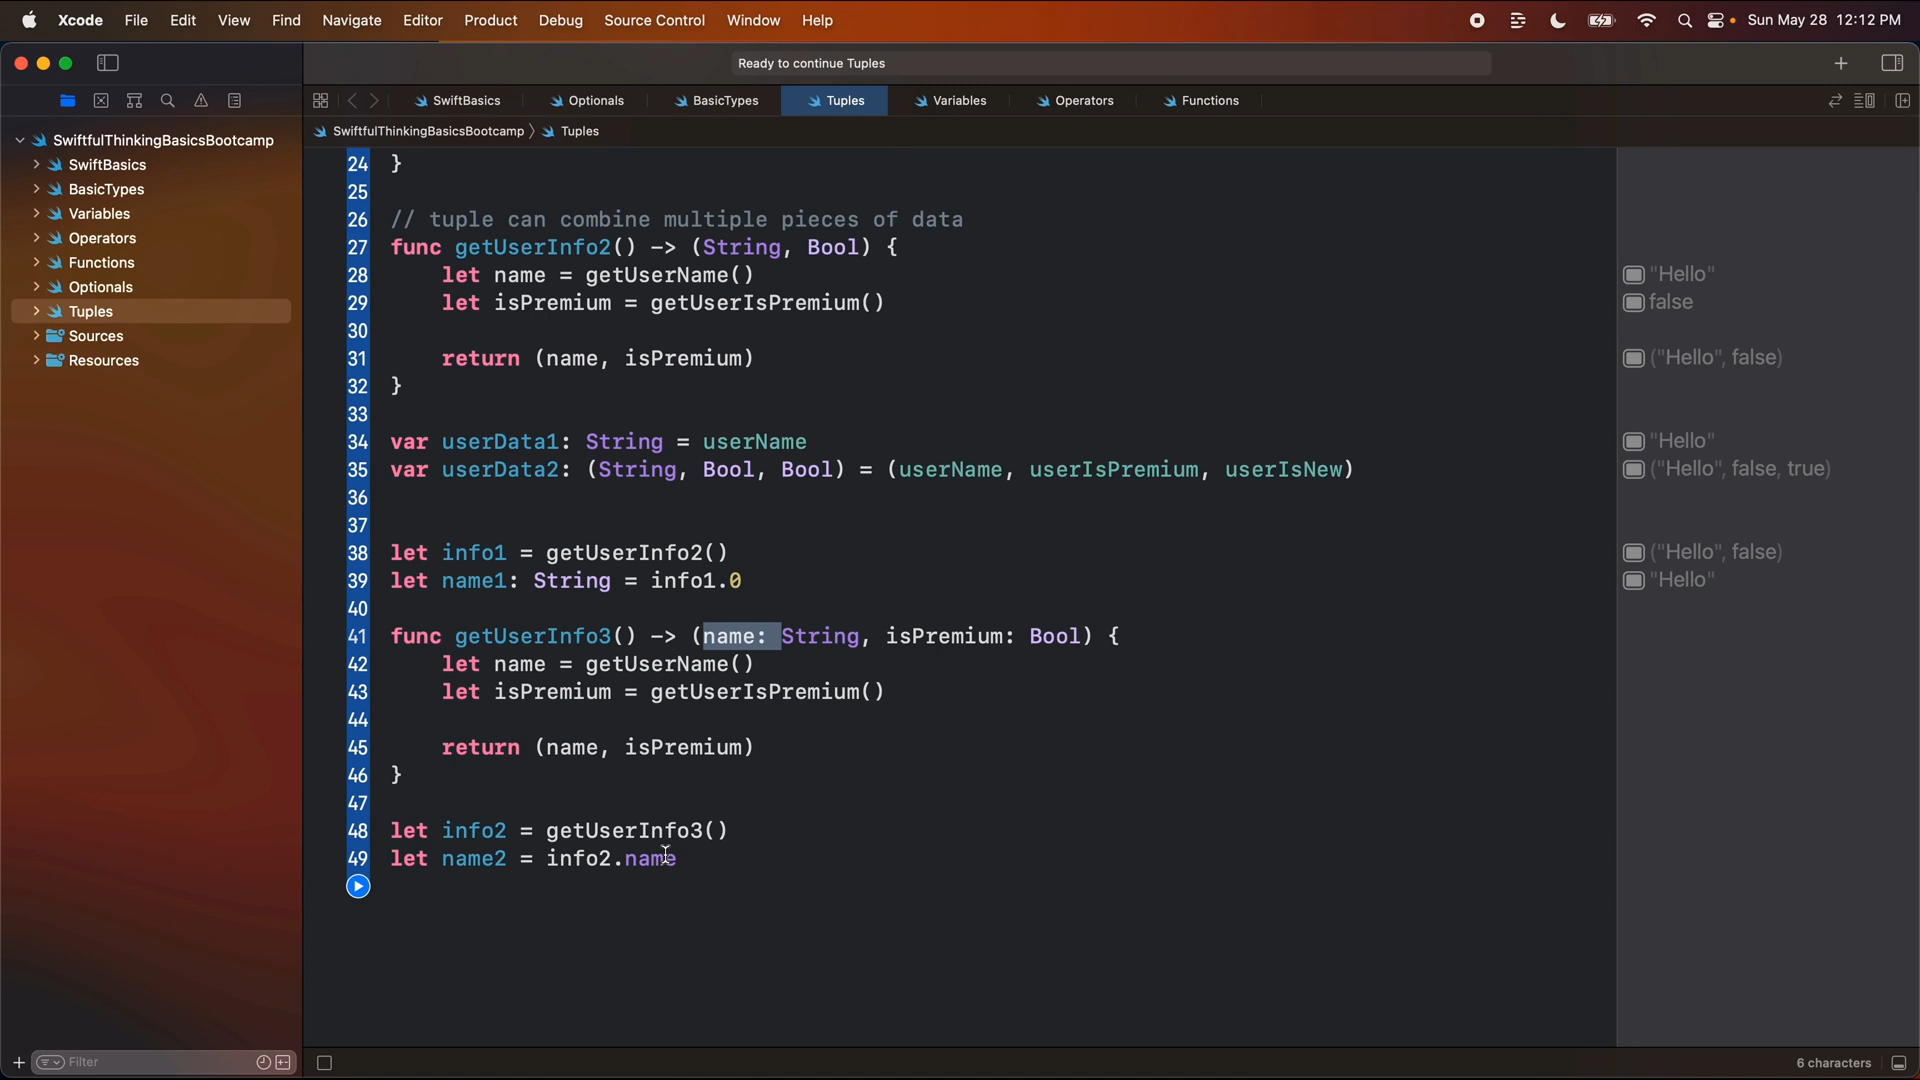 Xcode File Edit View Find Navigate Editor Product Debug Source Control Window Help Sun May 28 12:12 PM
Ready to continue Tuples
SwiftBasics Optionals BasicTypes Tuples Variables Operators Functions
SwiftfulThinkingBasicsBootcamp 〉 Tuples
SwiftfulThinkingBasicsBootcamp
SwiftBasics
BasicTypes
Variables
Operators
Functions
Optionals
Tuples
Sources
Resources
24 }
25
26 // tuple can combine multiple pieces of data
27 func getUserInfo2() -> (String, Bool) {
28 let name = getUserName() "Hello"
29 let isPremium = getUserIsPremium() false
30
31 return (name, isPremium) ("Hello", false)
32 }
33
34 var userData1: String = userName "Hello"
35 var userData2: (String, Bool, Bool) = (userName, userIsPremium, userIsNew) ("Hello", false, true)
36
37
38 let info1 = getUserInfo2() ("Hello", false)
39 let name1: String = info1.0 "Hello"
40
41 func getUserInfo3() -> (name: String, isPremium: Bool) {
42 let name = getUserName()
43 let isPremium = getUserIsPremium()
44
45 return (name, isPremium)
46 }
47
48 let info2 = getUserInfo3()
49 let name2 = info2.name
Filter
6 characters